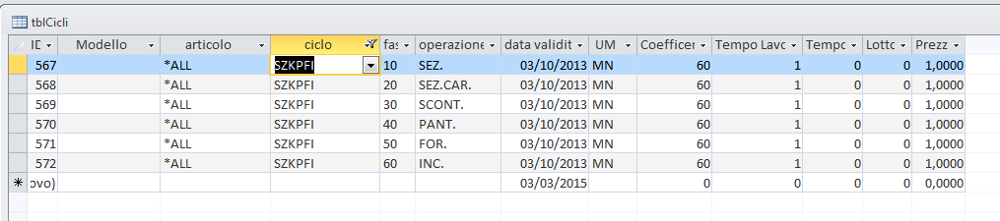 tblCicli
ID Modello articolo ciclo fas operazione data validit UM Coefficer Tempo Lavo Tempo Lotto Prezz
567 *ALL SZKPFI 10 SEZ. 03/10/2013 MN 60 1 0 0 1,0000
568 *ALL SZKPFI 20 SEZ.CAR. 03/10/2013 MN 60 1 0 0 1,0000
569 *ALL SZKPFI 30 SCONT. 03/10/2013 MN 60 1 0 0 1,0000
570 *ALL SZKPFI 40 PANT. 03/10/2013 MN 60 1 0 0 1,0000
571 *ALL SZKPFI 50 FOR. 03/10/2013 MN 60 1 0 0 1,0000
572 *ALL SZKPFI 60 INC. 03/10/2013 MN 60 1 0 0 1,0000
* ovo) 03/03/2015 0 0 0 0 0,0000